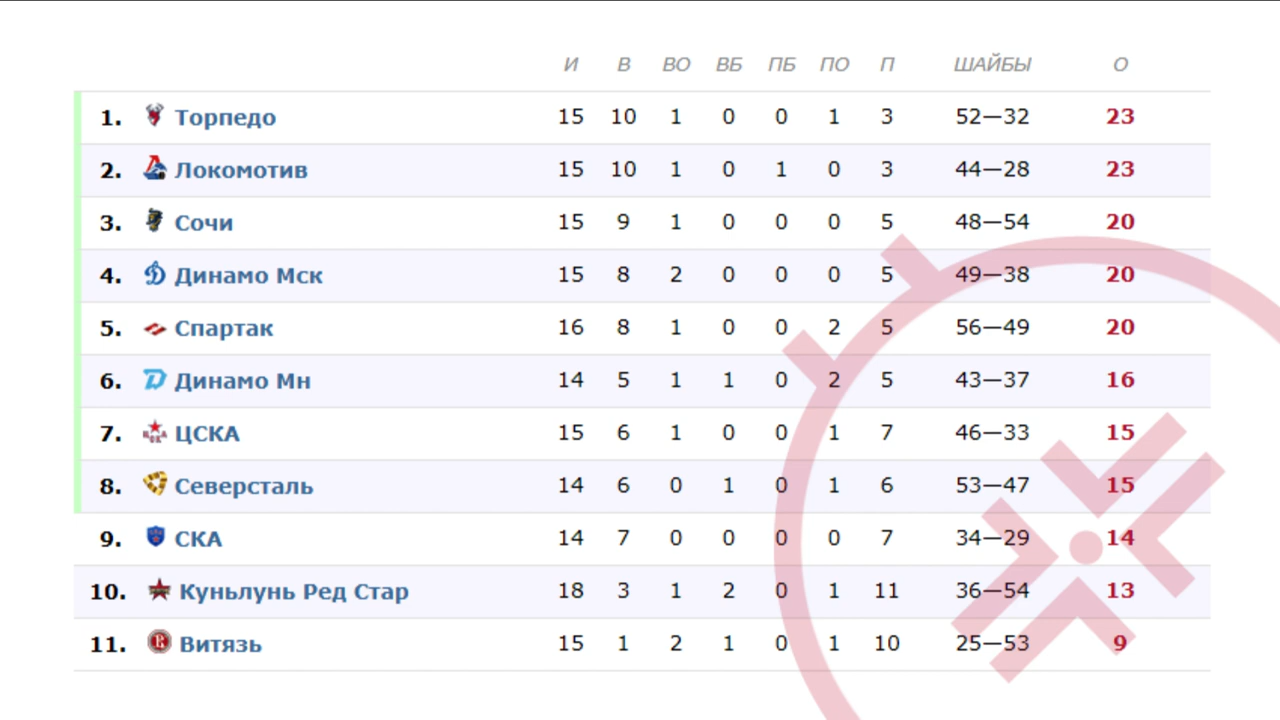 И В ВО ВБ ПБ ПО П ШАЙБЫ О
1. Торпедо 15 10 1 0 0 1 3 52—32 23
2. Локомотив 15 10 1 0 1 0 3 44—28 23
3. Сочи 15 9 1 0 0 0 5 48—54 20
4. Динамо Мск 15 8 2 0 0 0 5 49—38 20
5. Спартак 16 8 1 0 0 2 5 56—49 20
6. Динамо Мн 14 5 1 1 0 2 5 43—37 16
7. ЦСКА 15 6 1 0 0 1 7 46—33 15
8. Северсталь 14 6 0 1 0 1 6 53—47 15
9. СКА 14 7 0 0 0 0 7 34—29 14
10. Куньлунь Ред Стар 18 3 1 2 0 1 11 36—54 13
11. Витязь 15 1 2 1 0 1 10 25—53 9